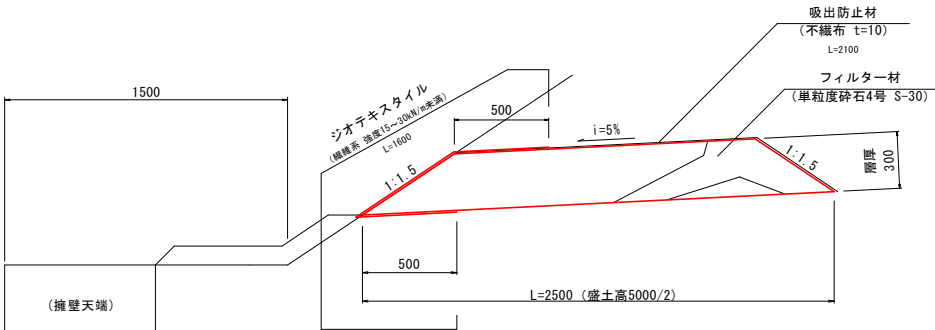 吸出防止材
(不織布 t=10)
L=2100
フィルター材
(単粒度砕石4号 S-30)
1500
ジオテキスタイル
(繊維系 強度15~30kN/m未満)
L=1600
500
i=5%
1:1.5
1:1.5
層厚
300
500
L=2500 (盛土高5000/2)
(擁壁天端)